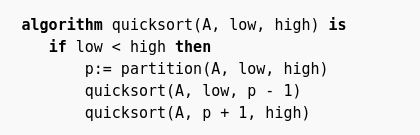 algorithm quicksort(A, low, high) is
if low < high then
p:= partition(A, low, high)
quicksort(A, low, p - 1)
quicksort(A, p + 1, high)